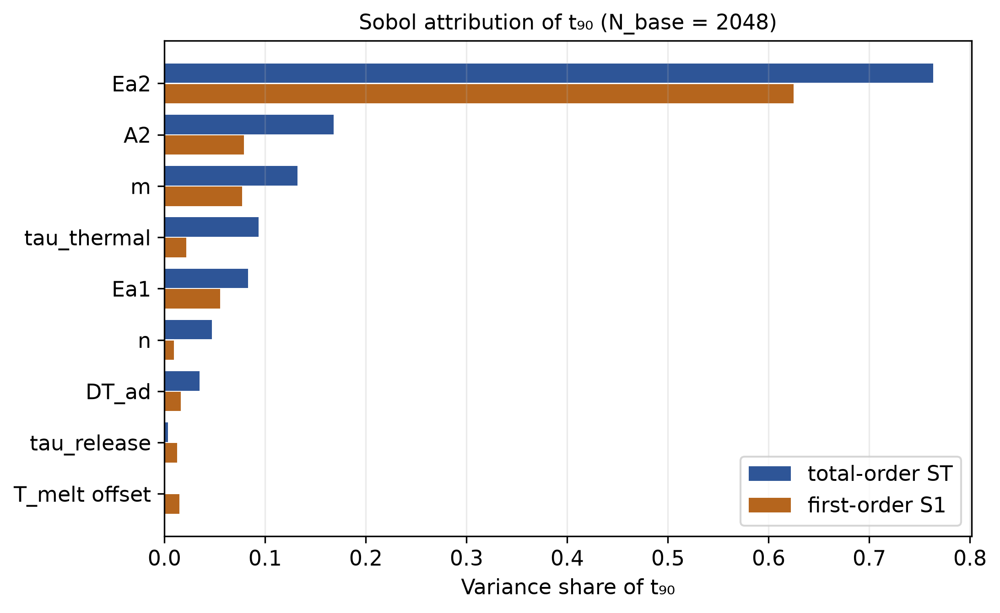 Sobol attribution of t₉₀ (N_base = 2048)
Ea2
A2
m
tau_thermal
Ea1
n
DT_ad
tau_release
T_melt offset
total-order ST
first-order S1
0.0 0.1 0.2 0.3 0.4 0.5 0.6 0.7 0.8
Variance share of t₉₀